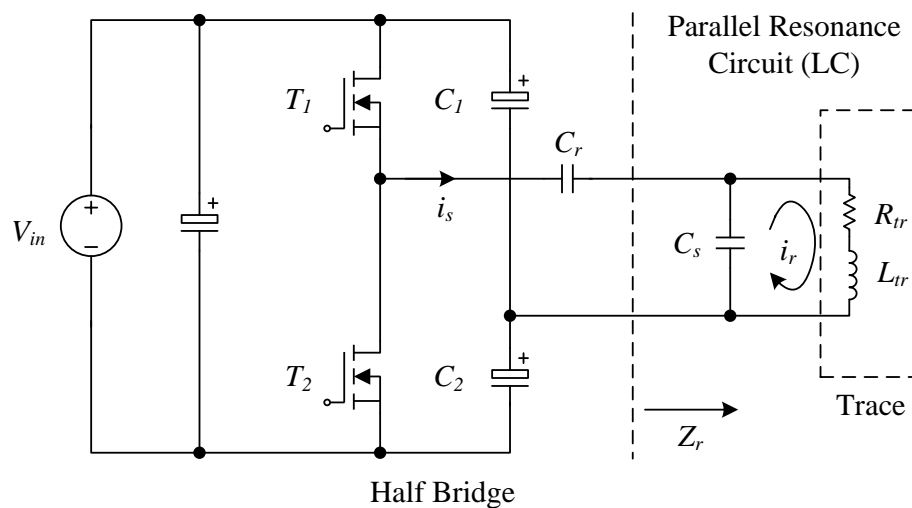 Parallel Resonance
Circuit (LC)
T1
C1
+
Cr
is
+
Vin
−
+
Cs
ir
Rtr
Ltr
T2
C2
+
Trace
Zr
Half Bridge